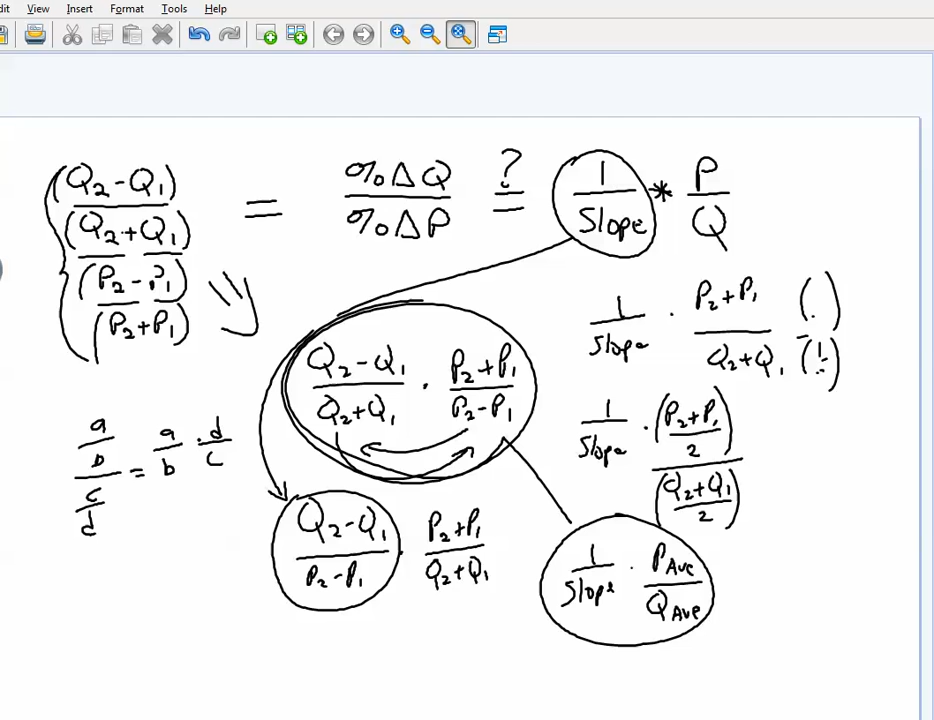 dit View Insert Format Tools Help
(Q2-Q1)
(Q2+Q1)
(P2-P1)
(P2+P1)
=
%ΔQ
%ΔP
?
=
1
Slope
*
P
Q
Q2-Q1 · P2+P1
Q2+Q1 P2-P1
1
Slope
·
P2+P1
Q2+Q1
a
b
c
d
=
a
b
·
d
c
1
Slope
·
(P2+P1
2)
(Q2+Q1
2)
Q2-Q1
P2-P1
·
P2+P1
Q2+Q1
1
Slope
·
PAve
QAve